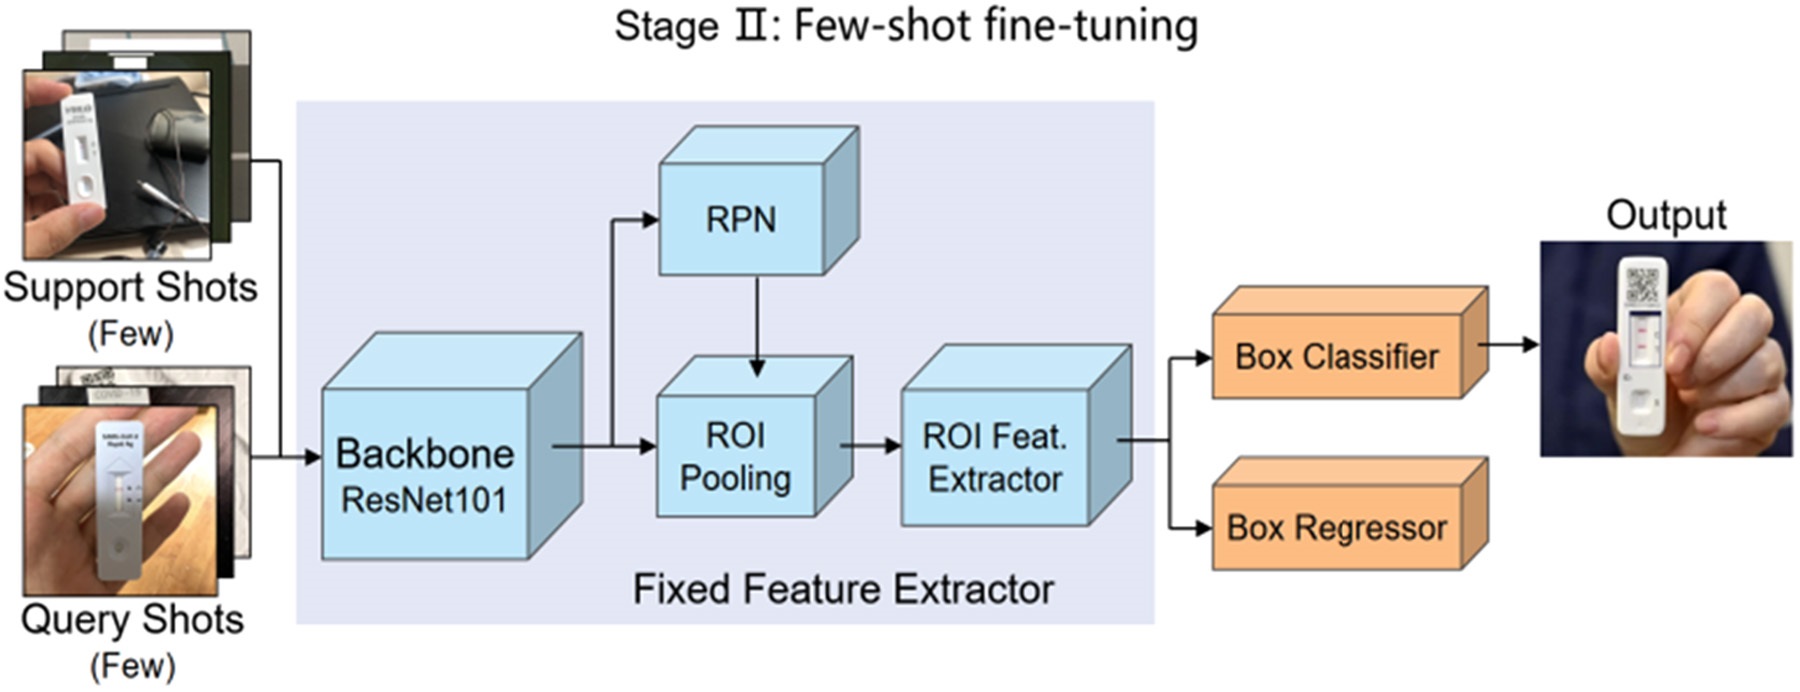 Stage Ⅱ: Few-shot fine-tuning
Support Shots
(Few)
Query Shots
(Few)
Backbone
ResNet101
RPN
ROI
Pooling
ROI Feat.
Extractor
Fixed Feature Extractor
Box Classifier
Box Regressor
Output